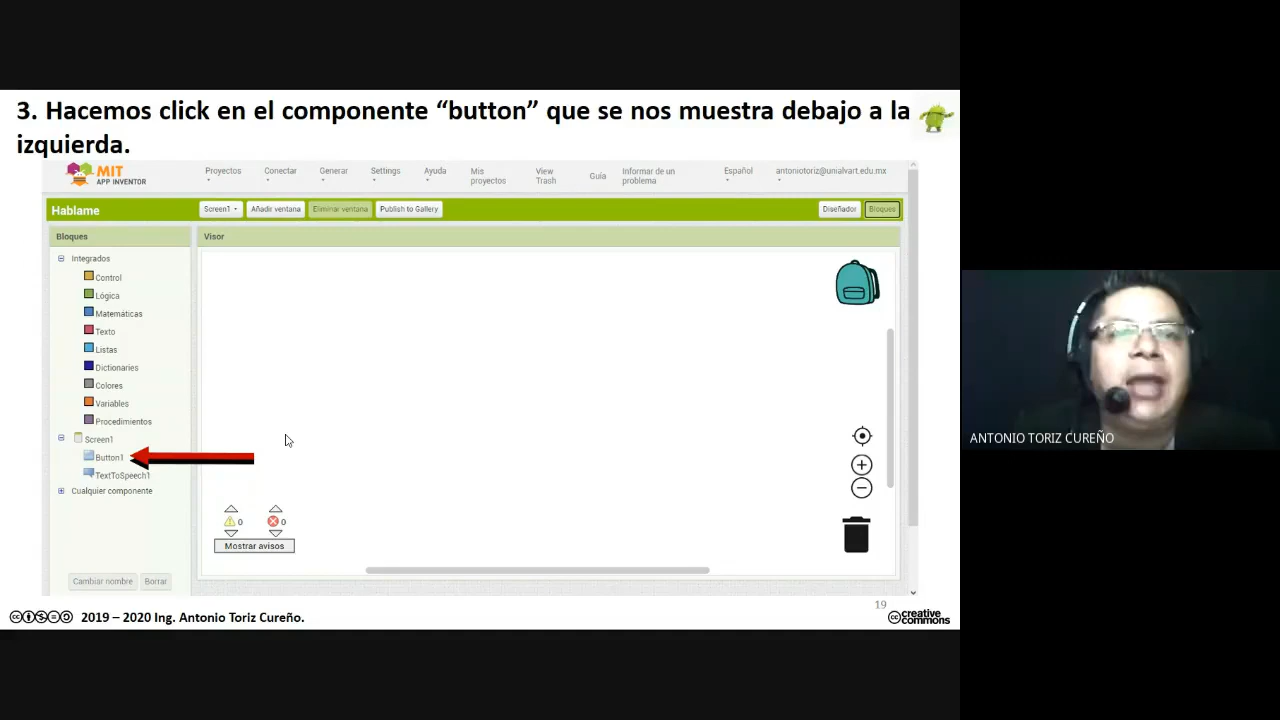 3. Hacemos click en el componente “button” que se nos muestra debajo a la
izquierda.
MIT
APP INVENTOR
Proyectos
Conectar
Generar
Settings
Ayuda
Mis
proyectos
View
Trash
Guía
Informar de un
problema
Español
antoniotoriz@unialvart.edu.mx
Hablame
Screen1
Añadir ventana
Eliminar ventana
Publish to Gallery
Diseñador
Bloques
Bloques
Visor
Integrados
Control
Lógica
Matemáticas
Texto
Listas
Dictionaries
Colores
Variables
Procedimientos
Screen1
Button1
TextToSpeech1
Cualquier componente
0
0
Mostrar avisos
Cambiar nombre
Borrar
19
2019 – 2020 Ing. Antonio Toriz Cureño.
creative
commons
ANTONIO TORIZ CUREÑO